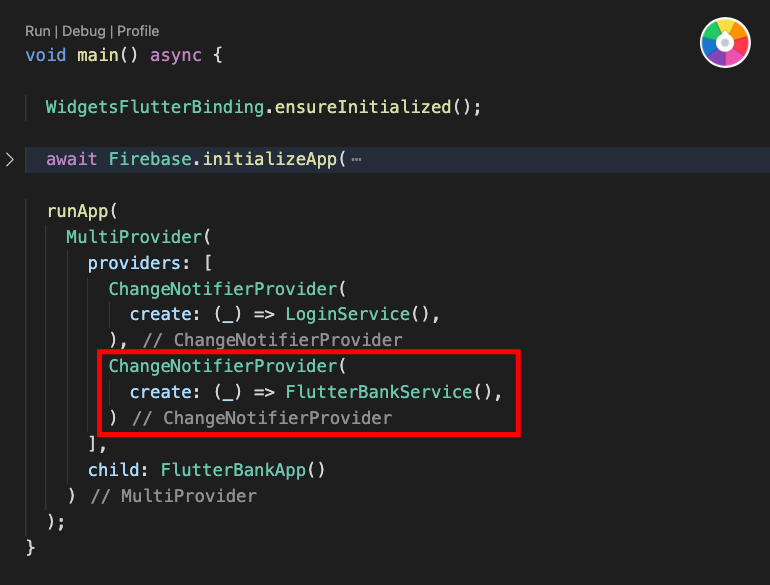 Run | Debug | Profile
void main() async {
WidgetsFlutterBinding.ensureInitialized();
await Firebase.initializeApp(⋯
runApp(
MultiProvider(
providers: [
ChangeNotifierProvider(
create: (_) => LoginService(),
), // ChangeNotifierProvider
ChangeNotifierProvider(
create: (_) => FlutterBankService(),
) // ChangeNotifierProvider
],
child: FlutterBankApp()
) // MultiProvider
);
}